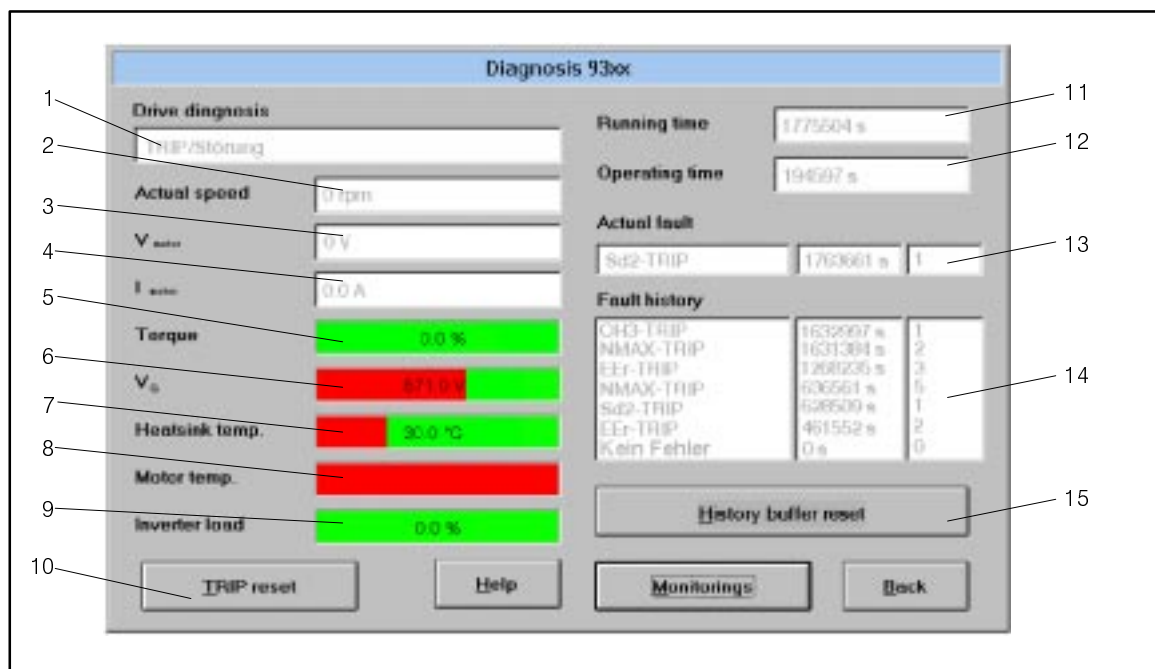 Diagnosis 93xx
1
Drive dingnosis
TRIP/Störung
2
Actual speed
0 rpm
3
V motor
0 V
4
I motor
0.0 A
5
Torque
0.0 %
6
VG
671.0 V
7
Heatsink temp.
30.0 °C
8
Motor temp.
9
Inverter load
0.0 %
10
TRIP reset
Help
Running time
1775504 s
11
Operating time
194597 s
12
Actual fault
Sd2-TRIP 1763661 s 1
13
Fault history
OH3-TRIP 1632997 s 1
NMAX-TRIP 1631384 s 2
EEr-TRIP 1268235 s 3
NMAX-TRIP 636561 s 5
Sd2-TRIP 628509 s 1
EEr-TRIP 461552 s 2
Kein Fehler 0 s 0
14
History buffer reset
15
Monitorings
Back